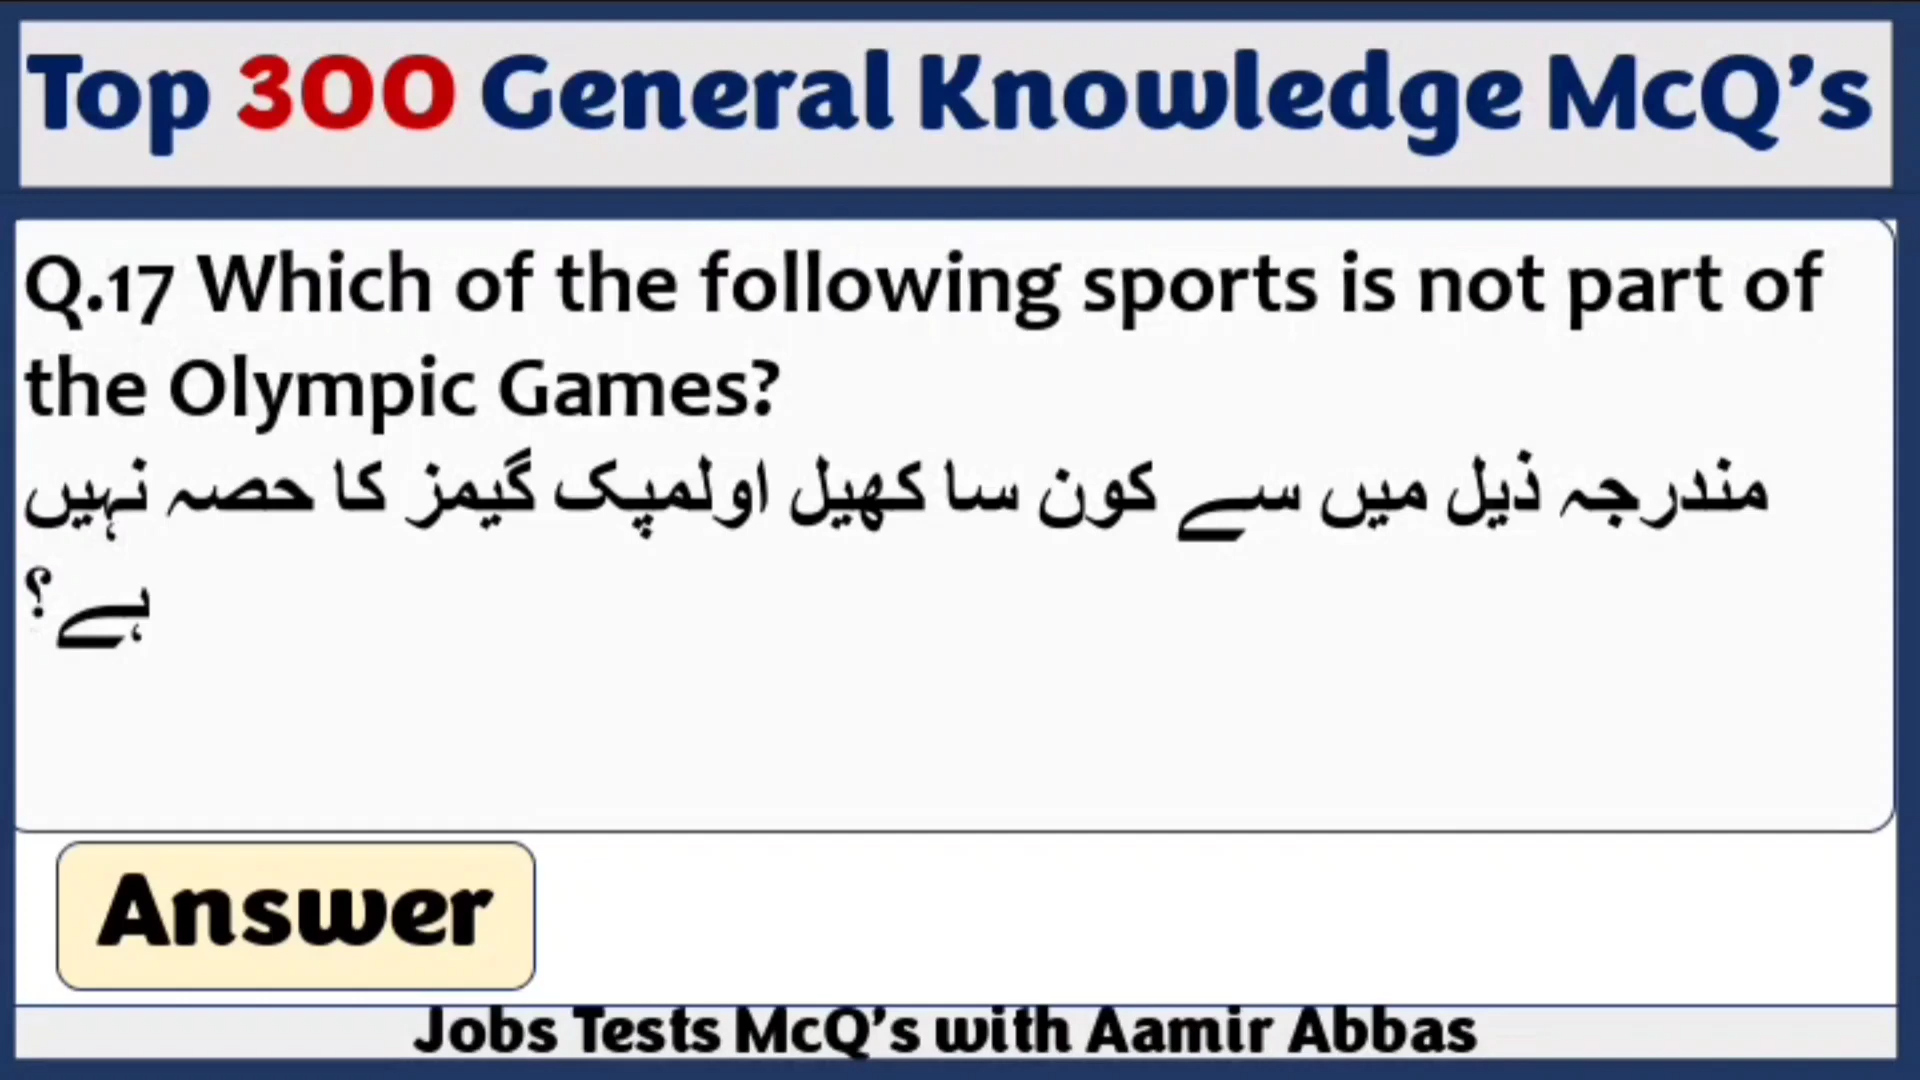 Top 300 General Knowledge McQ's
Q.17 Which of the following sports is not part of
the Olympic Games?
مندرجہ ذیل میں سے کون سا کھیل اولمپک گیمز کا حصہ نہیں
ہے؟
Answer
Jobs Tests McQ's with Aamir Abbas